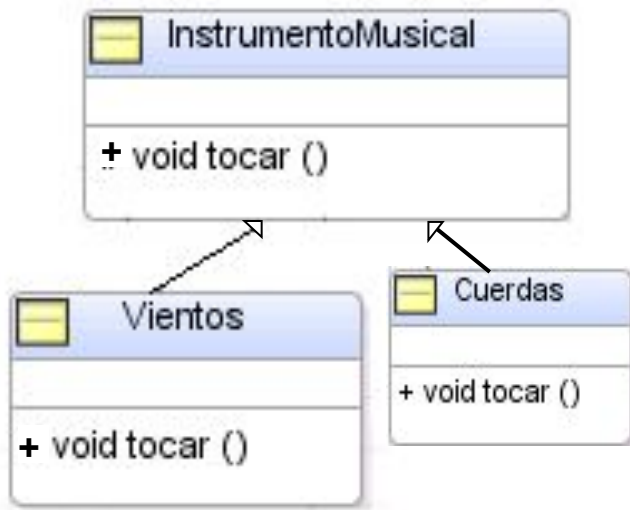 InstrumentoMusical
+ void tocar ()
Vientos
+ void tocar ()
Cuerdas
+ void tocar ()